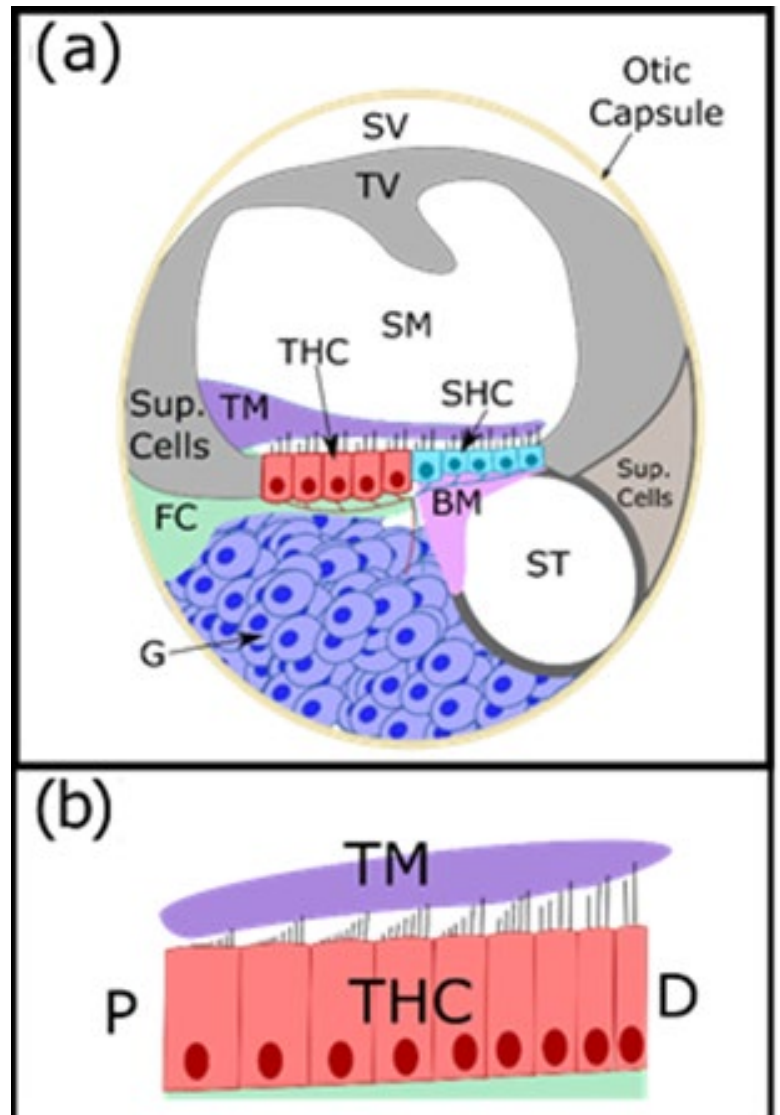 (a)
Otic
Capsule
SV
TV
SM
THC
SHC
TM
Sup.
Cells
Sup.
Cells
FC
BM
ST
G
(b)
TM
P
THC
D